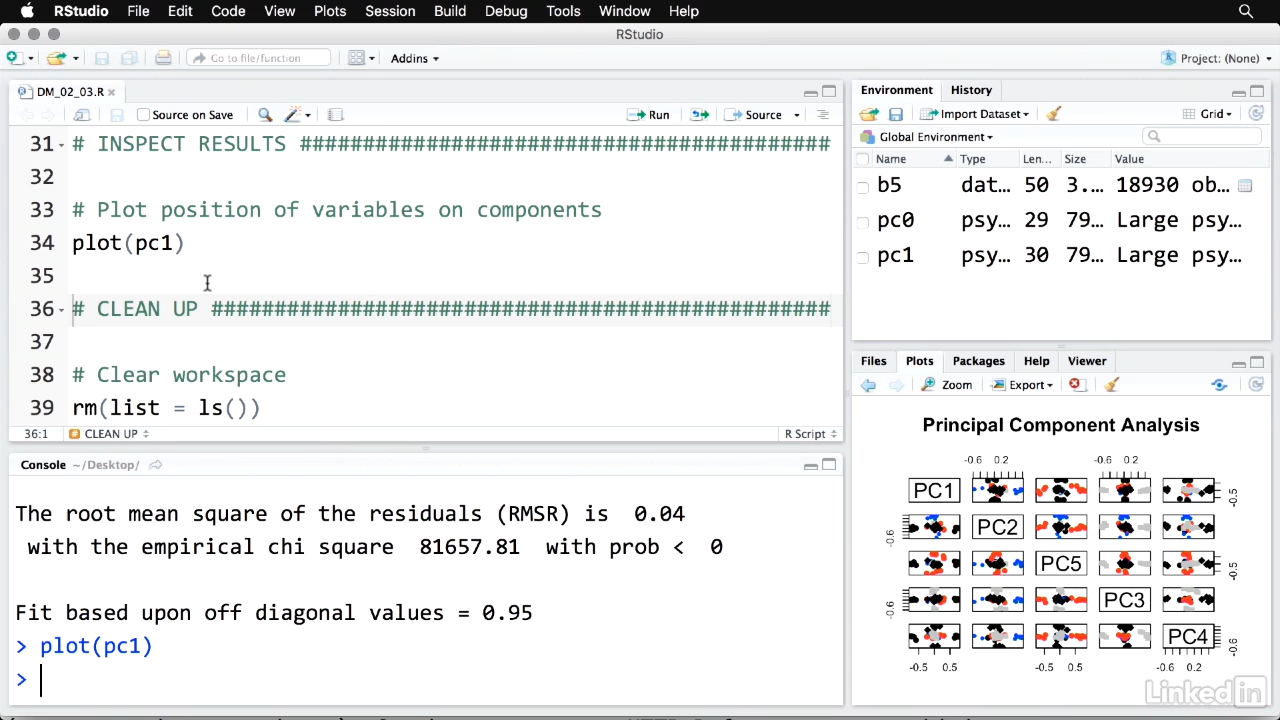 RStudio File Edit Code View Plots Session Build Debug Tools Window Help
RStudio
Go to file/function Addins Project: (None)
DM_02_03.R
Source on Save Run Source
31 # INSPECT RESULTS ##########################################
32
33 # Plot position of variables on components
34 plot(pc1)
35
36 # CLEAN UP #################################################
37
38 # Clear workspace
39 rm(list = ls())
36:1 CLEAN UP R Script
Console ~/Desktop/
The root mean square of the residuals (RMSR) is 0.04
with the empirical chi square 81657.81 with prob < 0
Fit based upon off diagonal values = 0.95
> plot(pc1)
>
Environment History
Import Dataset Grid
Global Environment
Name Type Len... Size Value
b5 dat... 50 3.... 18930 ob...
pc0 psy... 29 79... Large psy...
pc1 psy... 30 79... Large psy...
Files Plots Packages Help Viewer
Zoom Export
Principal Component Analysis
-0.6 0.2 -0.6 0.2
PC1 -0.5
-0.6 PC2
PC5 -0.5
-0.6 PC3
PC4 -0.6
-0.5 0.5 -0.5 0.5 -0.6 0.2
LinkedIn